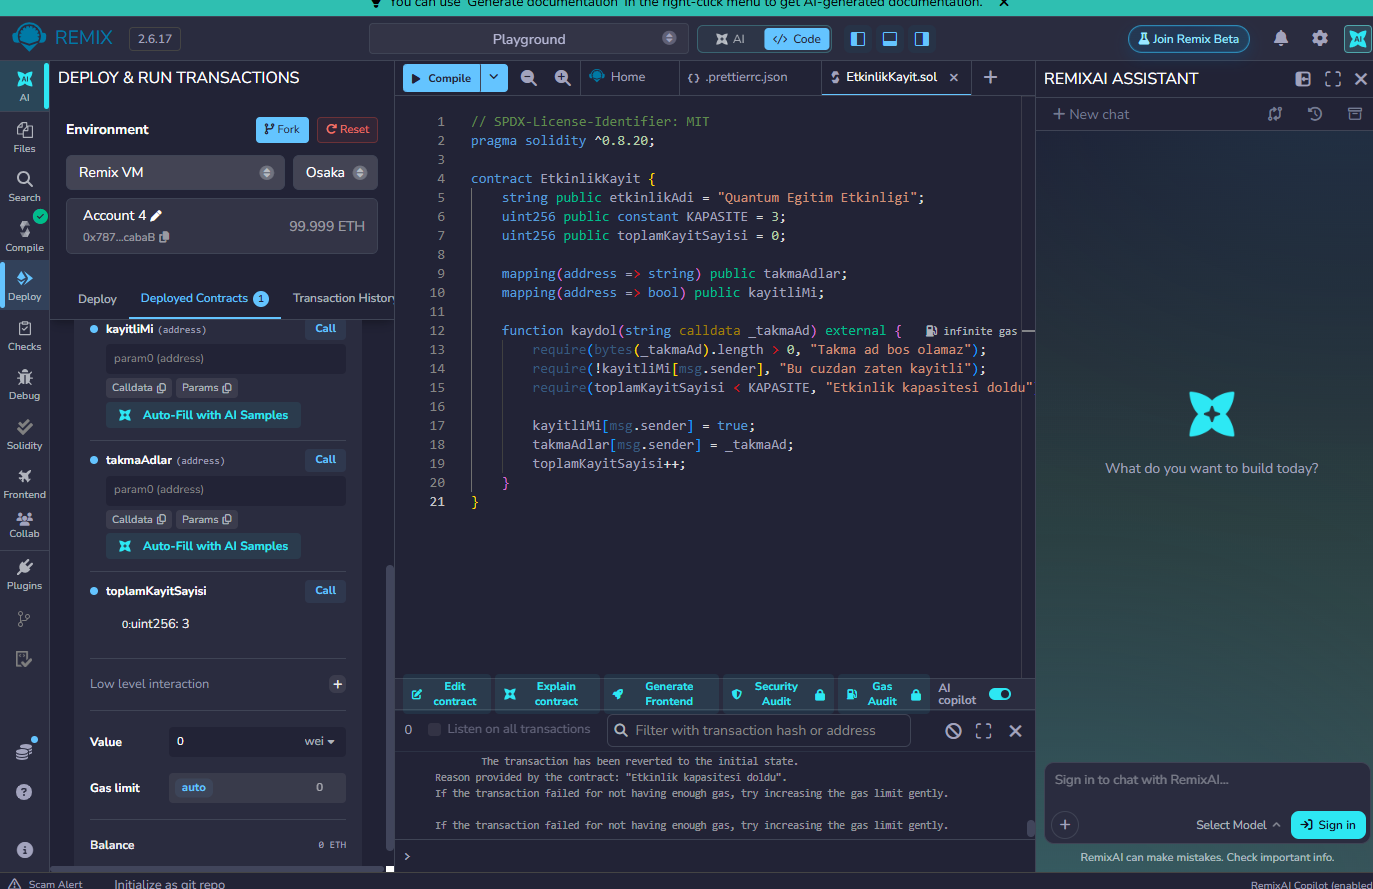 You can use 'Generate documentation' in the right-click menu to get AI-generated documentation.
REMIX 2.6.17 Playground AI </> Code Join Remix Beta AI
AI
Files
Search
Compile
Deploy
Checks
Debug
Solidity
Frontend
Collab
Plugins
DEPLOY & RUN TRANSACTIONS
Environment Fork Reset
Remix VM Osaka
Account 4
0x787...cabaB
99.999 ETH
Deploy Deployed Contracts 1 Transaction History
kayitliMi (address) Call
param0 (address)
Calldata Params
Auto-Fill with AI Samples
takmaAdlar (address) Call
param0 (address)
Calldata Params
Auto-Fill with AI Samples
toplamKayitSayisi Call
0:uint256: 3
Low level interaction +
Value 0 wei
Gas limit auto 0
Balance 0 ETH
Compile Home {} .prettierrc.json EtkinlikKayit.sol
1 // SPDX-License-Identifier: MIT
2 pragma solidity ^0.8.20;
3
4 contract EtkinlikKayit {
5 string public etkinlikAdi = "Quantum Egitim Etkinligi";
6 uint256 public constant KAPASITE = 3;
7 uint256 public toplamKayitSayisi = 0;
8
9 mapping(address => string) public takmaAdlar;
10 mapping(address => bool) public kayitliMi;
11
12 function kaydol(string calldata _takmaAd) external { infinite gas
13 require(bytes(_takmaAd).length > 0, "Takma ad bos olamaz");
14 require(!kayitliMi[msg.sender], "Bu cuzdan zaten kayitli");
15 require(toplamKayitSayisi < KAPASITE, "Etkinlik kapasitesi doldu"
16
17 kayitliMi[msg.sender] = true;
18 takmaAdlar[msg.sender] = _takmaAd;
19 toplamKayitSayisi++;
20 }
21 }
Edit contract
Explain contract
Generate Frontend
Security Audit
Gas Audit
AI copilot
0 Listen on all transactions Filter with transaction hash or address
The transaction has been reverted to the initial state.
Reason provided by the contract: "Etkinlik kapasitesi doldu".
If the transaction failed for not having enough gas, try increasing the gas limit gently.
If the transaction failed for not having enough gas, try increasing the gas limit gently.
>
REMIXAI ASSISTANT
+ New chat
What do you want to build today?
Sign in to chat with RemixAI...
+ Select Model Sign in
RemixAI can make mistakes. Check important info.
Scam Alert Initialize as git repo RemixAI Copilot (enabled